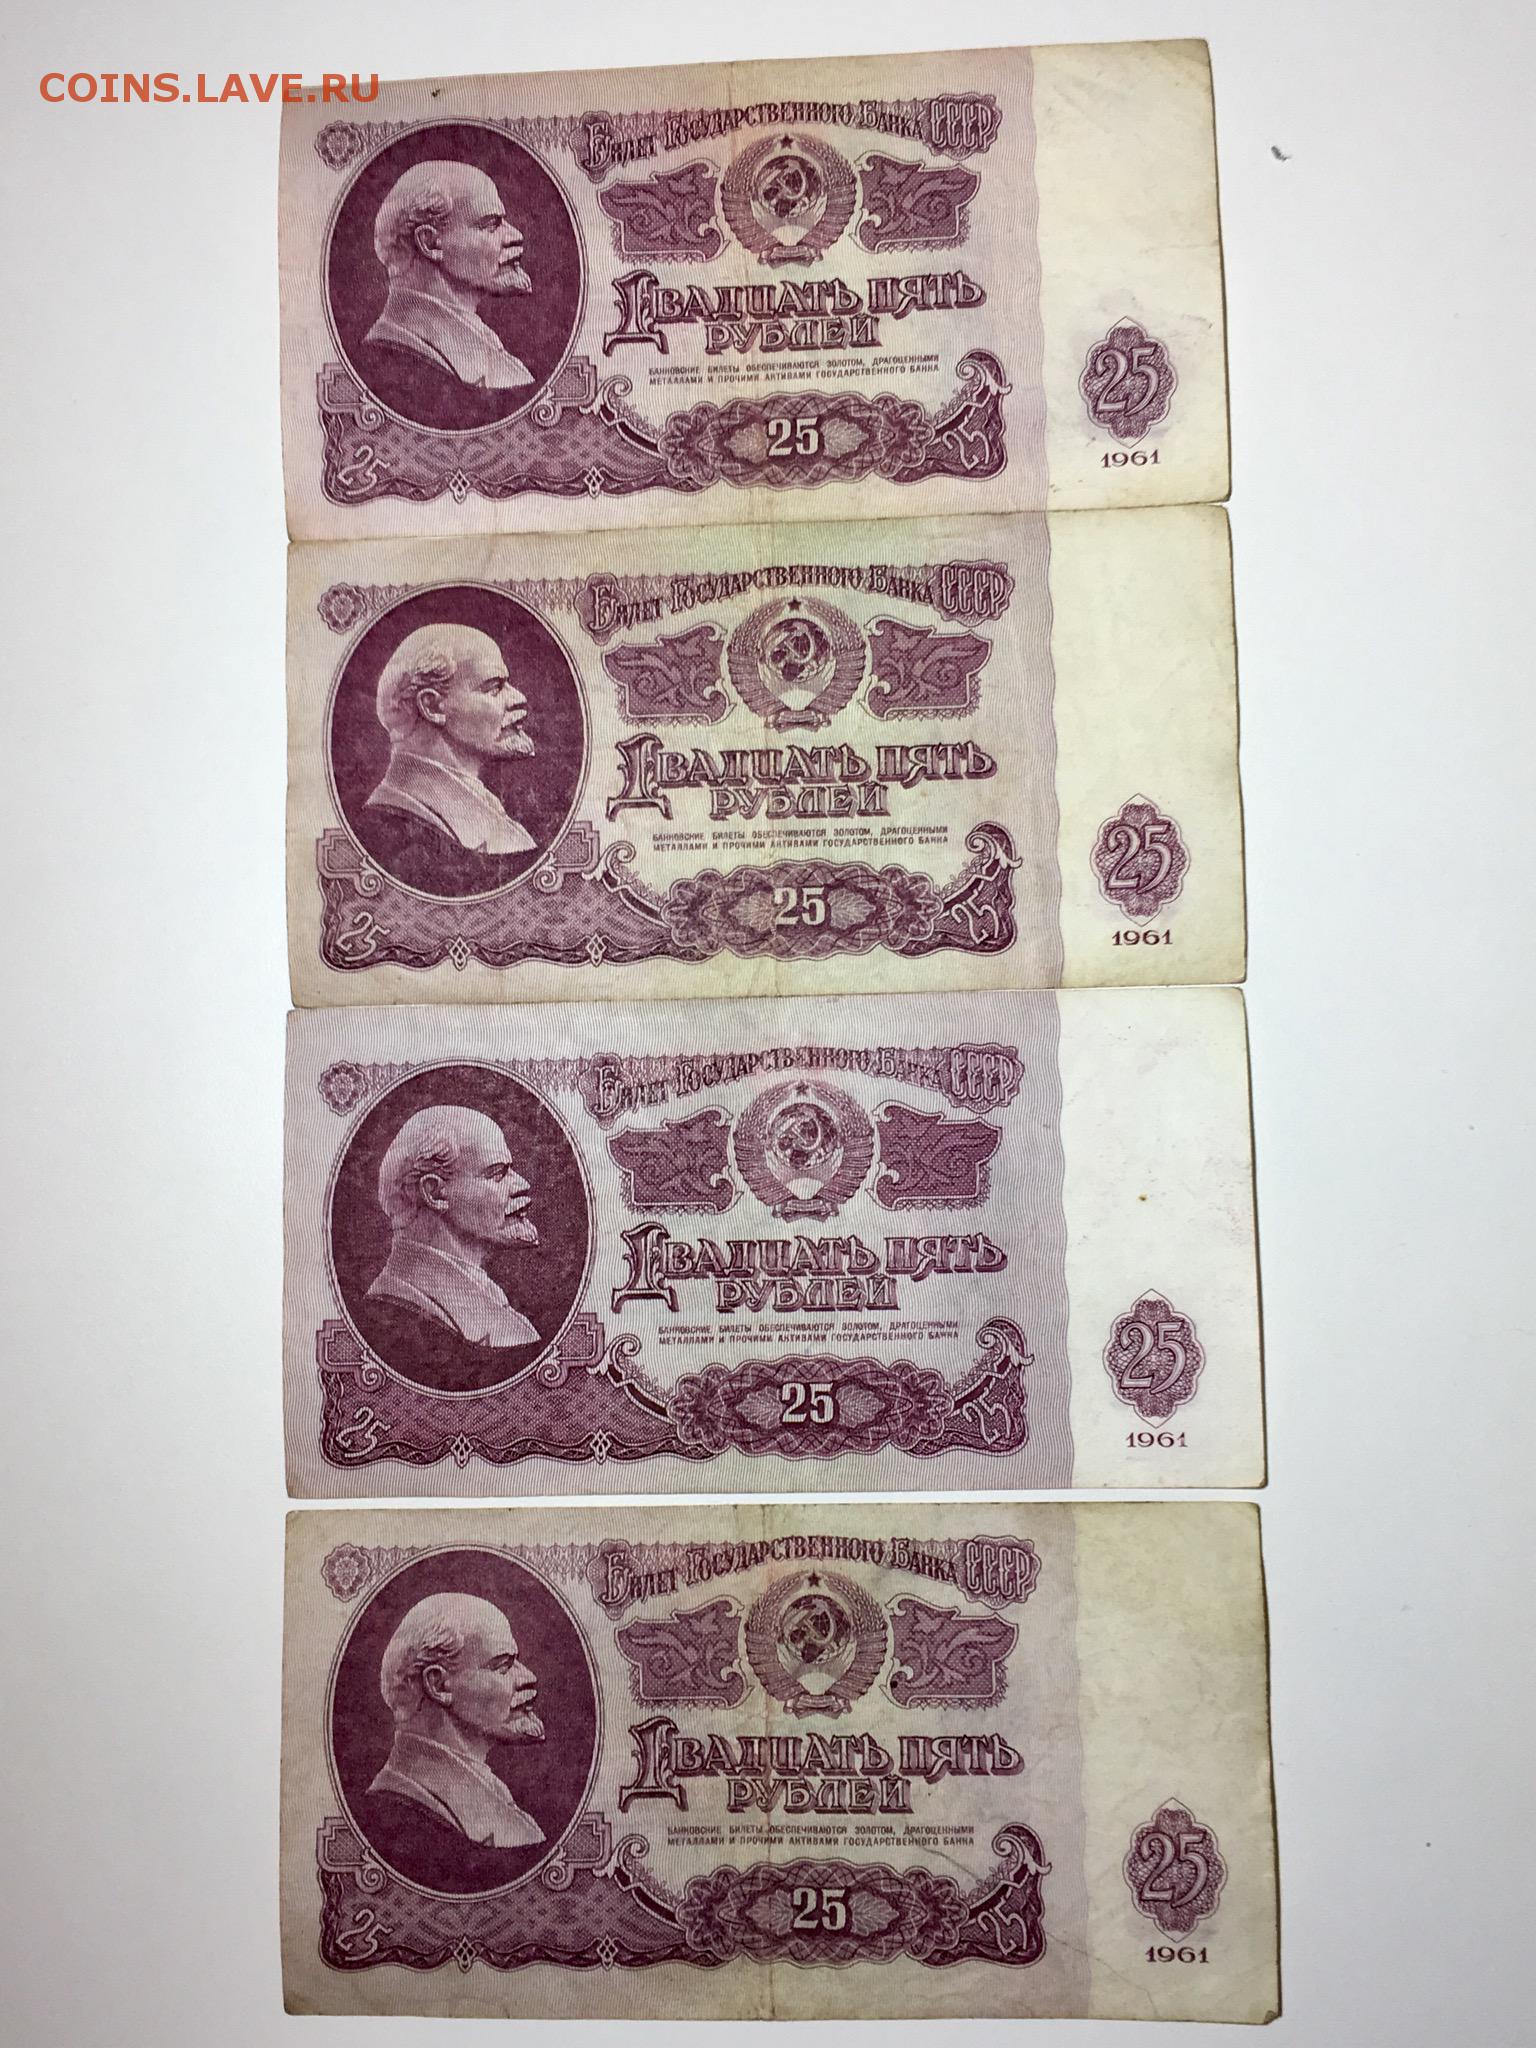 COINS.LAVE.RU
Билет Государственного Банка СССР
Двадцать пять
рублей
БАНКОВСКИЕ БИЛЕТЫ ОБЕСПЕЧИВАЮТСЯ ЗОЛОТОМ, ДРАГОЦЕННЫМИ
МЕТАЛЛАМИ И ПРОЧИМИ АКТИВАМИ ГОСУДАРСТВЕННОГО БАНКА
25
25 25 25
1961
Билет Государственного Банка СССР
Двадцать пять
рублей
БАНКОВСКИЕ БИЛЕТЫ ОБЕСПЕЧИВАЮТСЯ ЗОЛОТОМ, ДРАГОЦЕННЫМИ
МЕТАЛЛАМИ И ПРОЧИМИ АКТИВАМИ ГОСУДАРСТВЕННОГО БАНКА
25
25 25 25
1961
Билет Государственного Банка СССР
Двадцать пять
рублей
БАНКОВСКИЕ БИЛЕТЫ ОБЕСПЕЧИВАЮТСЯ ЗОЛОТОМ, ДРАГОЦЕННЫМИ
МЕТАЛЛАМИ И ПРОЧИМИ АКТИВАМИ ГОСУДАРСТВЕННОГО БАНКА
25
25 25 25
1961
Билет Государственного Банка СССР
Двадцать пять
рублей
БАНКОВСКИЕ БИЛЕТЫ ОБЕСПЕЧИВАЮТСЯ ЗОЛОТОМ, ДРАГОЦЕННЫМИ
МЕТАЛЛАМИ И ПРОЧИМИ АКТИВАМИ ГОСУДАРСТВЕННОГО БАНКА
25
25 25 25
1961